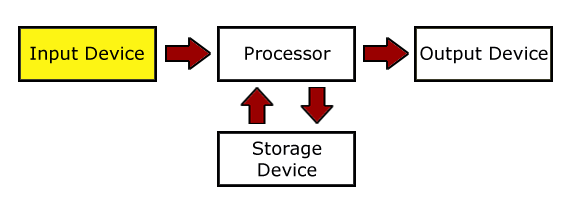 Input Device
Processor
Output Device
Storage
Device